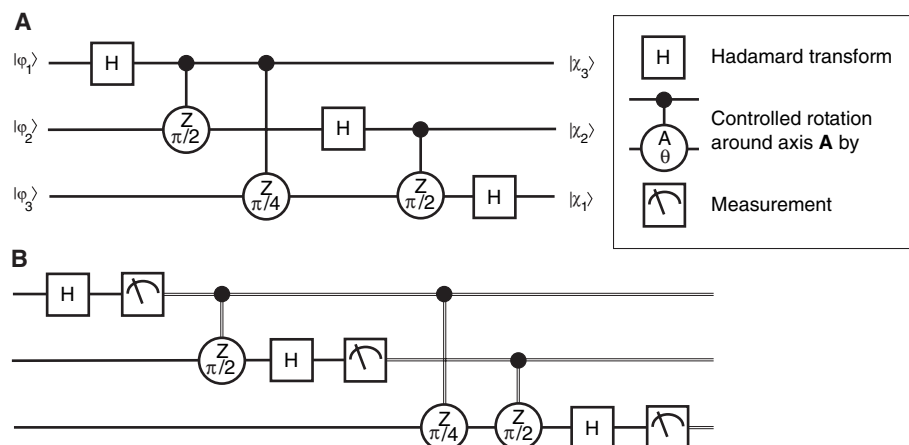 A
|φ₁⟩ H |χ₃⟩
|φ₂⟩ Z π/2 H |χ₂⟩
|φ₃⟩ Z π/4 Z π/2 H |χ₁⟩
H Hadamard transform
A θ Controlled rotation
around axis A by
Measurement
B
H
Z π/2 H
Z π/4 Z π/2 H